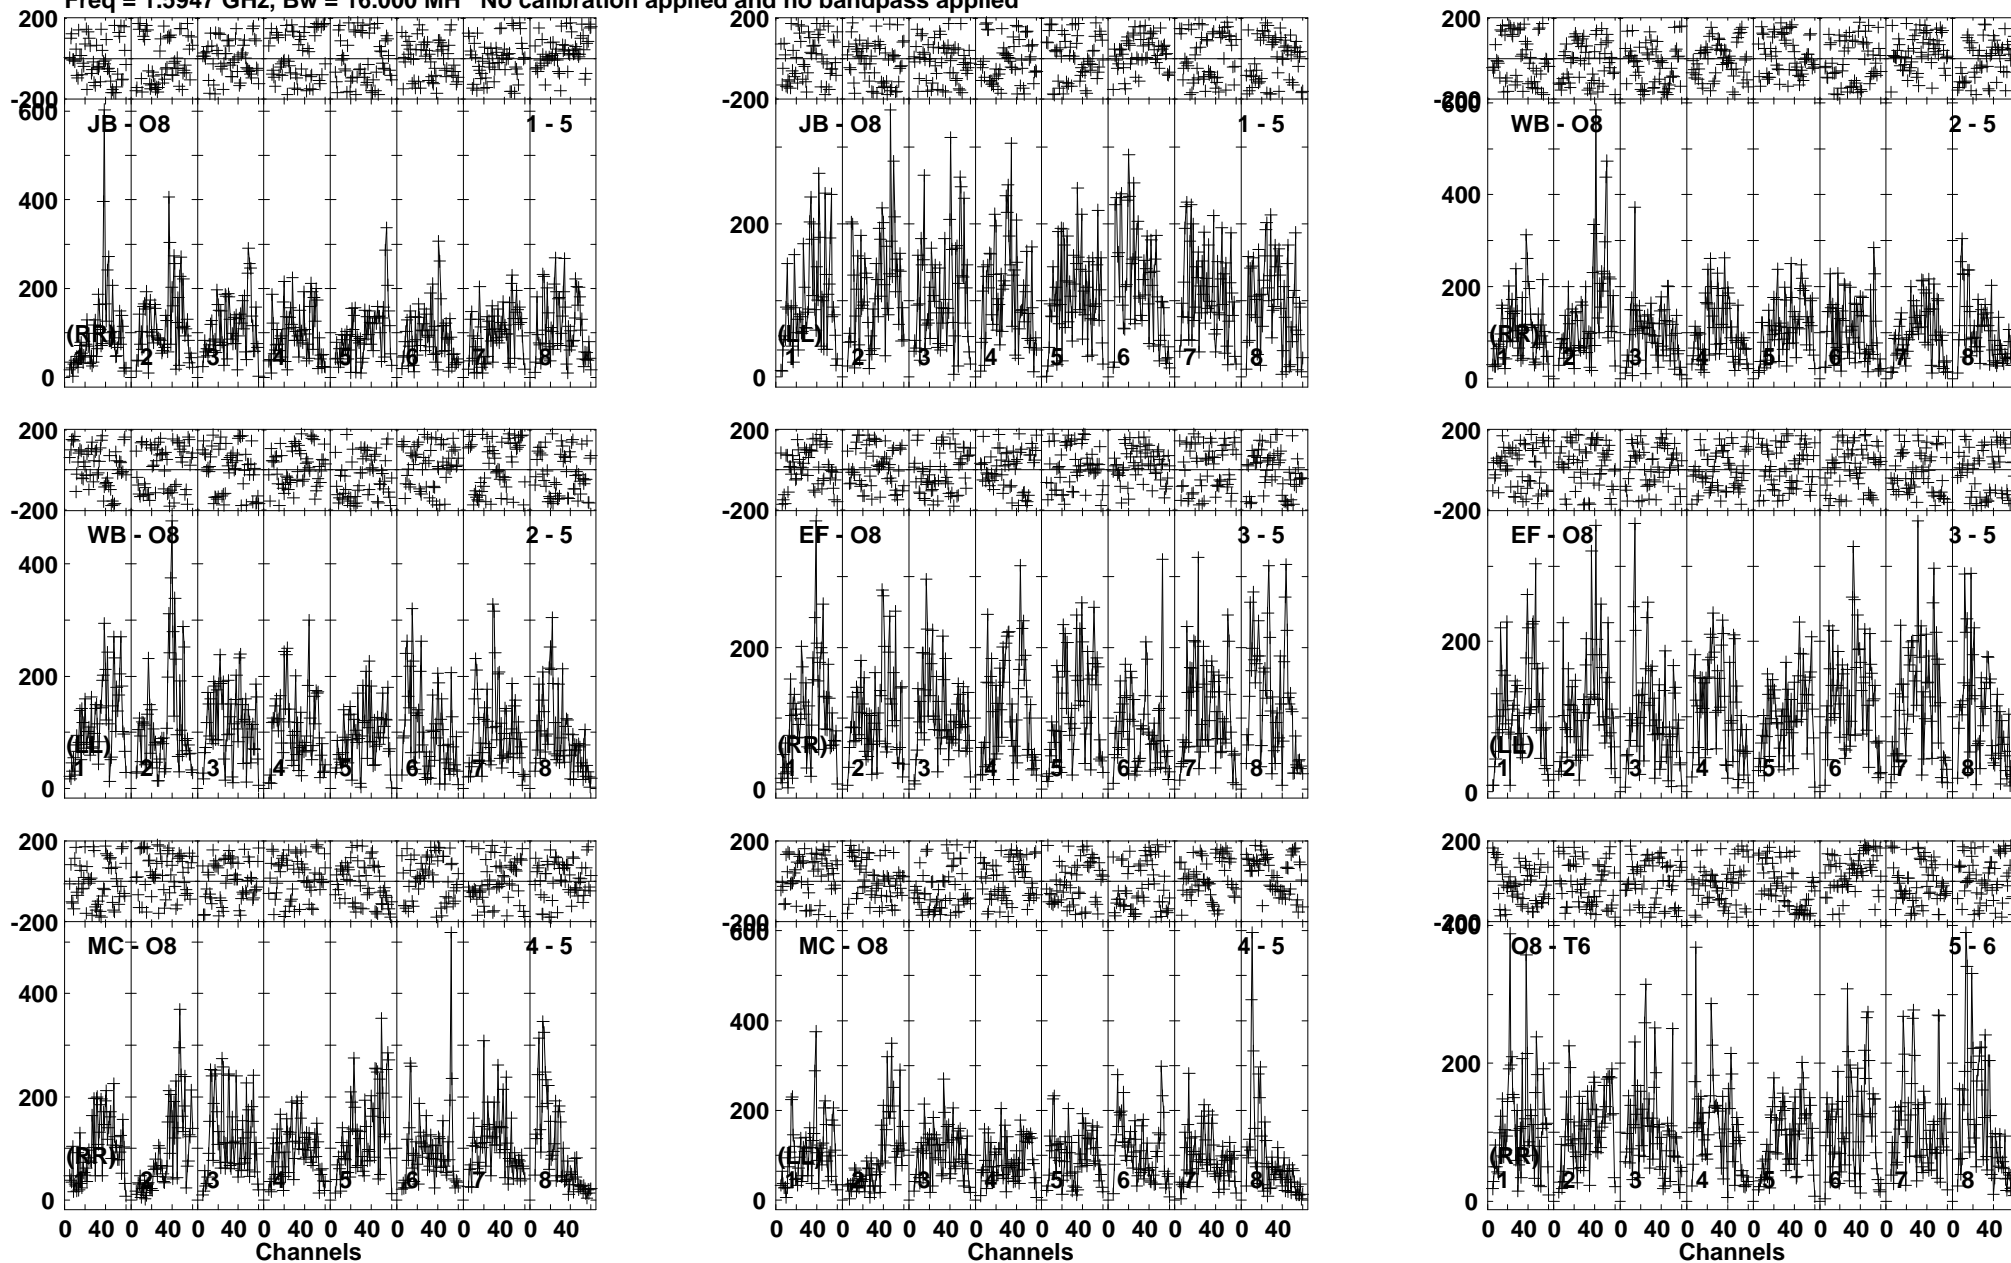 Freq = 1.5947 GHz, Bw = 16.000 MH No calibration applied and no bandpass applied
200 200 200
-200 -200 -200
600 JB - O8 1 - 5 JB - O8 1 - 5 600 WB - O8 2 - 5
400 200 400
200 200
(RR) (LL) (RR)
1 2 3 4 5 6 7 8 1 2 3 4 5 6 7 8 1 2 3 4 5 6 7 8
0 0 0
200 200 200
-200 -200 -200
WB - O8 2 - 5 EF - O8 3 - 5 EF - O8 3 - 5
400 200 200
200
(LL) (RR) (LL)
1 2 3 4 5 6 7 8 1 2 3 4 5 6 7 8 1 2 3 4 5 6 7 8
0 0 0
200 200 200
-200 -200 -200
MC - O8 4 - 5 600 MC - O8 4 - 5 400 O8 - T6 5 - 6
400 400 200
200 200
(RR) (LL) (RR)
1 2 3 4 5 6 7 8 1 2 3 4 5 6 7 8 1 2 3 4 5 6 7 8
0 0 0
0 40 0 40 0 40 0 40 0 40 0 40 0 40 0 40 0 40 0 40 0 40 0 40 0 40 0 40 0 40 0 40 0 40 0 40 0 40 0 40 0 40 0 40 0 40 0 40
Channels Channels Channels